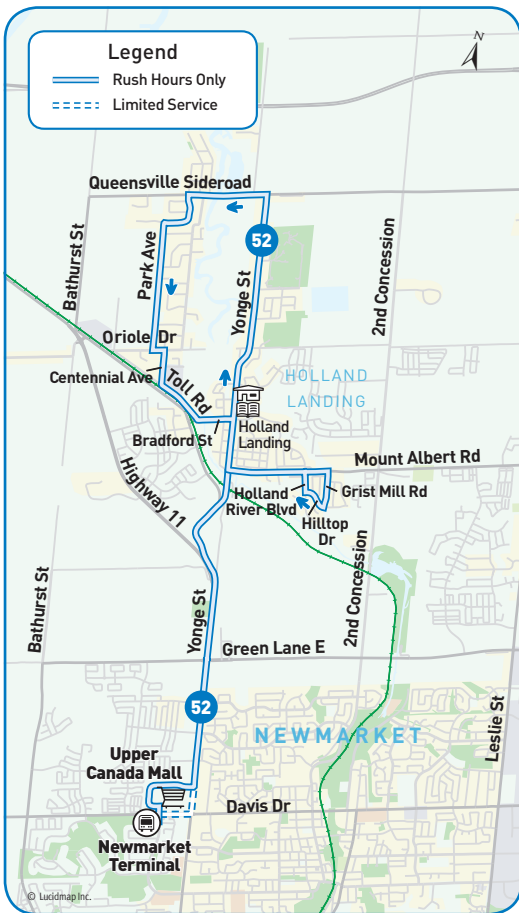 Legend
Rush Hours Only
Limited Service
N
Queensville Sideroad
52
Bathurst St
Park Ave
Yonge St
2nd Concession
Oriole Dr
Centennial Ave
Toll Rd
HOLLAND
LANDING
Bradford St
Holland
Landing
Mount Albert Rd
Highway 11
Holland
River Blvd
Grist Mill Rd
Hilltop
Dr
2nd Concession
Bathurst St
Yonge St
Green Lane E
52
NEWMARKET
Leslie St
Upper
Canada Mall
Davis Dr
Newmarket
Terminal
© Lucidmap Inc.